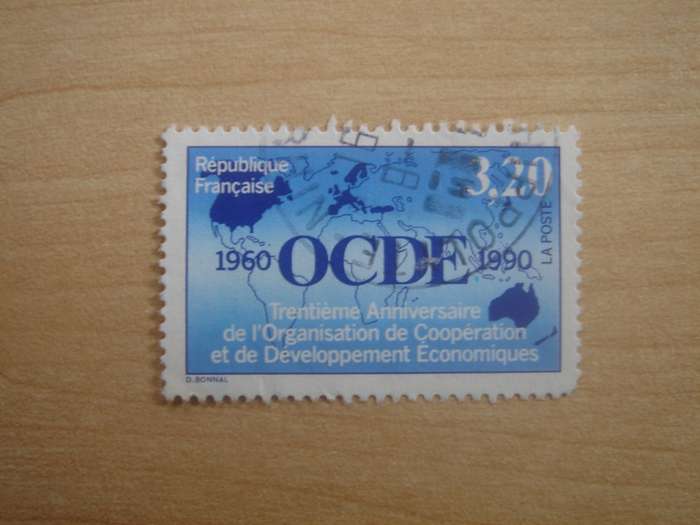 République
Française
3,20
LA POSTE
1960 OCDE 1990
Trentième Anniversaire
de l'Organisation de Coopération
et de Développement Économiques
D. BONNAL